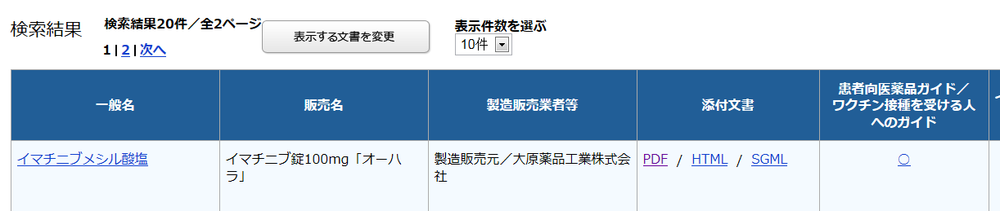 検索結果
検索結果20件／全2ページ
1 | 2 | 次へ
表示する文書を変更
表示件数を選ぶ
10件
一般名
販売名
製造販売業者等
添付文書
患者向医薬品ガイド／
ワクチン接種を受ける人
へのガイド
イマチニブメシル酸塩
イマチニブ錠100mg「オーハ
ラ」
製造販売元／大原薬品工業株式会
社
PDF / HTML / SGML
○